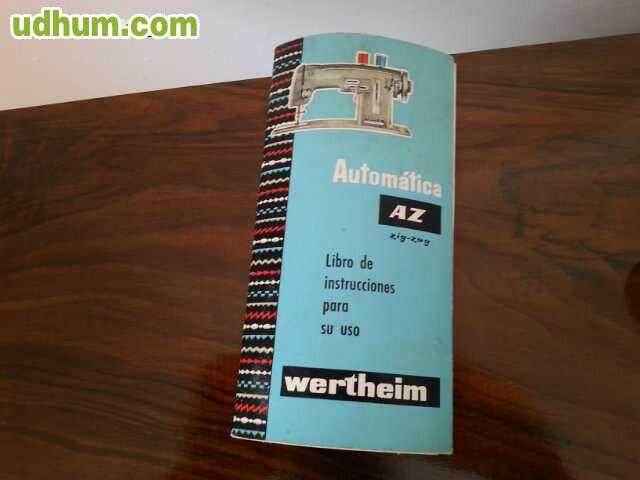 udhum.com
Automática
AZ
zig-zag
Libro de
instrucciones
para
su uso
wertheim